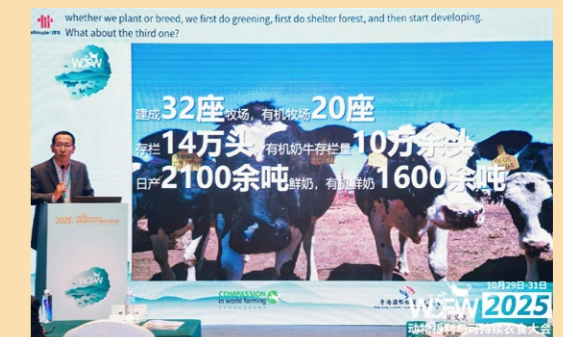 whether we plant or breed, we first do greening, first do shelter forest, and then start developing.
What about the third one?
WCFW
建成32座牧场，有机牧场20座
存栏14万头 有机奶牛存栏量10万余头
日产2100余吨鲜奶，有机鲜奶1600余吨
2025
COMPASSION
in world farming
10月29日-31日
WCFW 2025
动物福利与可持续农食大会